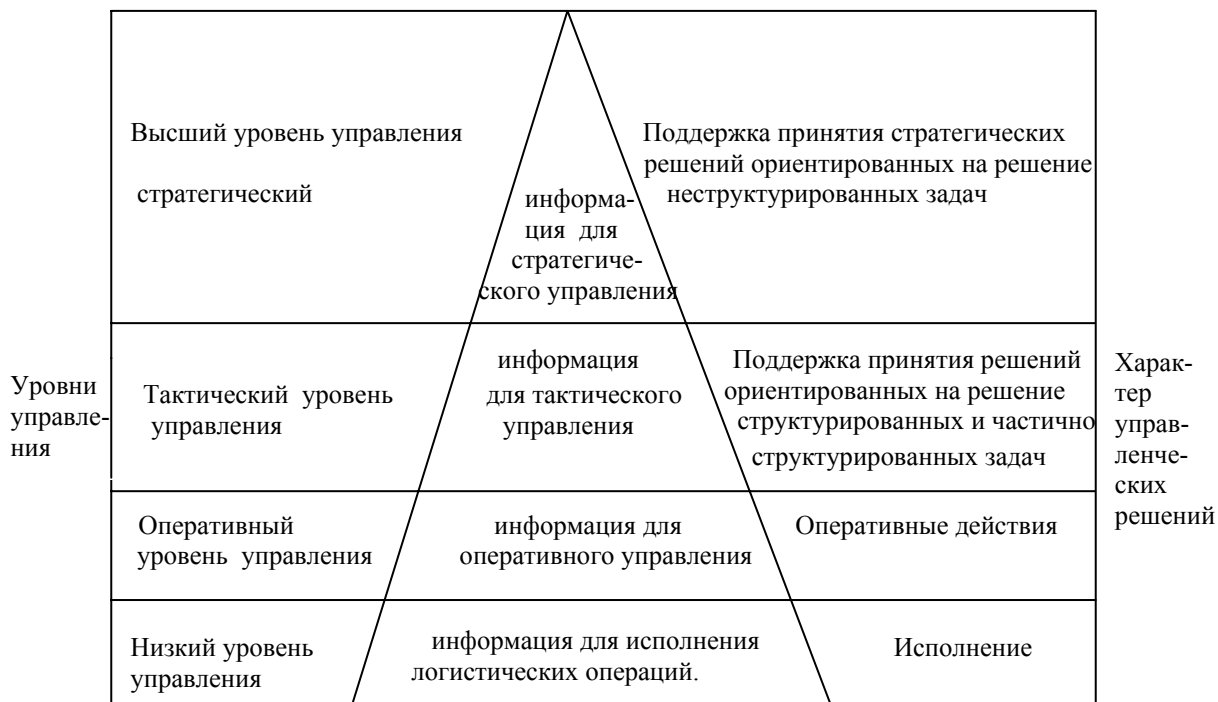 Высший уровень управления
стратегический
информа-
ция для
стратегиче-
ского управления
Поддержка принятия стратегических
решений ориентированных на решение
неструктурированных задач
Уровни
управле-
ния
Тактический уровень
управления
информация
для тактического
управления
Поддержка принятия решений
ориентированных на решение
структурированных и частично
структурированных задач
Харак-
тер
управ-
ленче-
ских
решений
Оперативный
уровень управления
информация для
оперативного управления
Оперативные действия
Низкий уровень
управления
информация для исполнения
логистических операций.
Исполнение